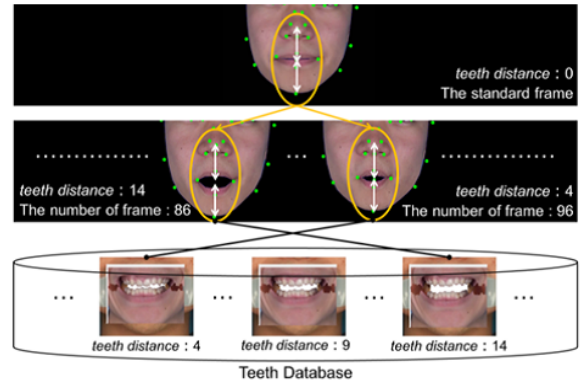 teeth distance : 0
The standard frame
teeth distance : 14
The number of frame : 86
teeth distance : 4
The number of frame : 96
teeth distance : 4
teeth distance : 9
teeth distance : 14
Teeth Database